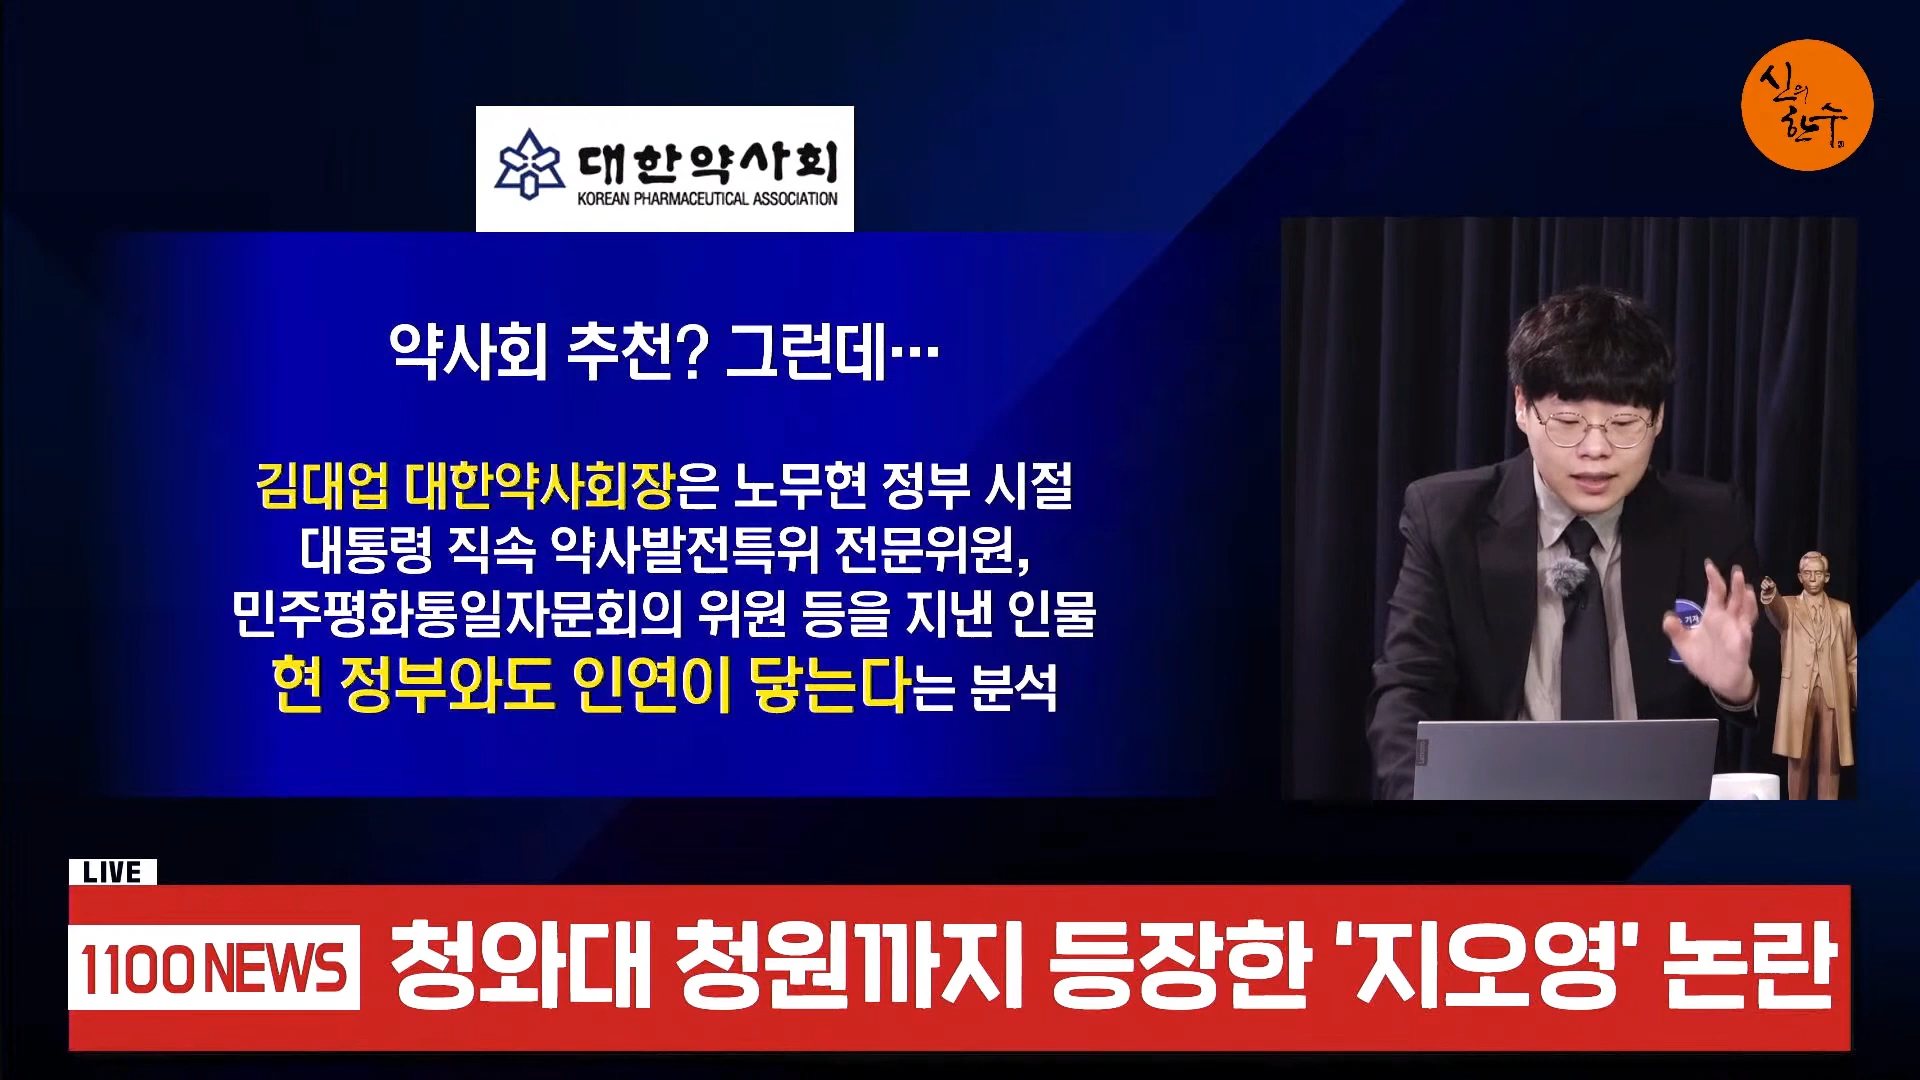 신의
한수
대한약사회
KOREAN PHARMACEUTICAL ASSOCIATION
약사회 추천? 그런데…
김대업 대한약사회장은 노무현 정부 시절
대통령 직속 약사발전특위 전문위원,
민주평화통일자문회의 위원 등을 지낸 인물
현 정부와도 인연이 닿는다는 분석
기자
LIVE
1100 NEWS
청와대 청원까지 등장한 ‘지오영’ 논란